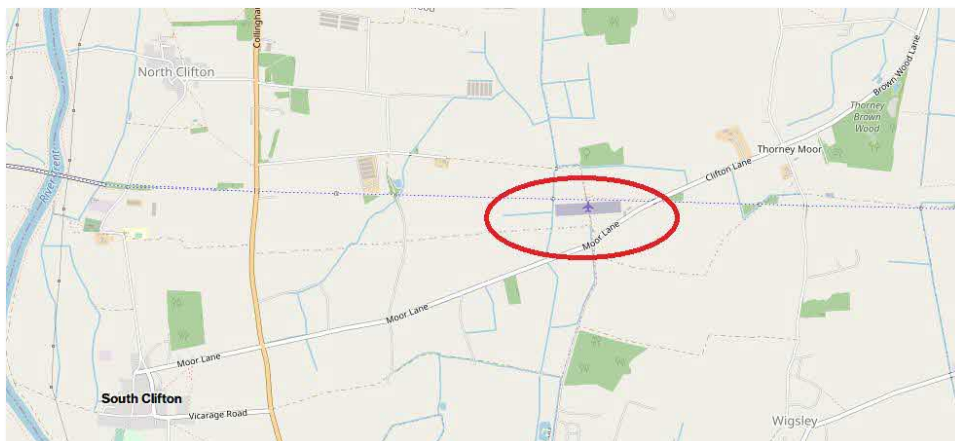 North Clifton
Collingham
River Trent
Brown Wood Lane
Thorney
Brown
Wood
Thorney Moor
Clifton Lane
Moor Lane
Moor Lane
Moor Lane
South Clifton
Vicarage Road
Wigsley